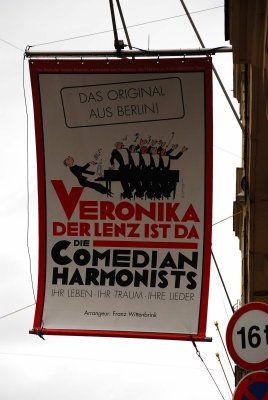 DAS ORIGINAL
AUS BERLIN!
VERONIKA
DER LENZ IST DA
DIE
COMEDIAN
HARMONISTS
IHR LEBEN · IHR TRAUM · IHRE LIEDER
Arrangeur: Franz Wittenbrink
16t